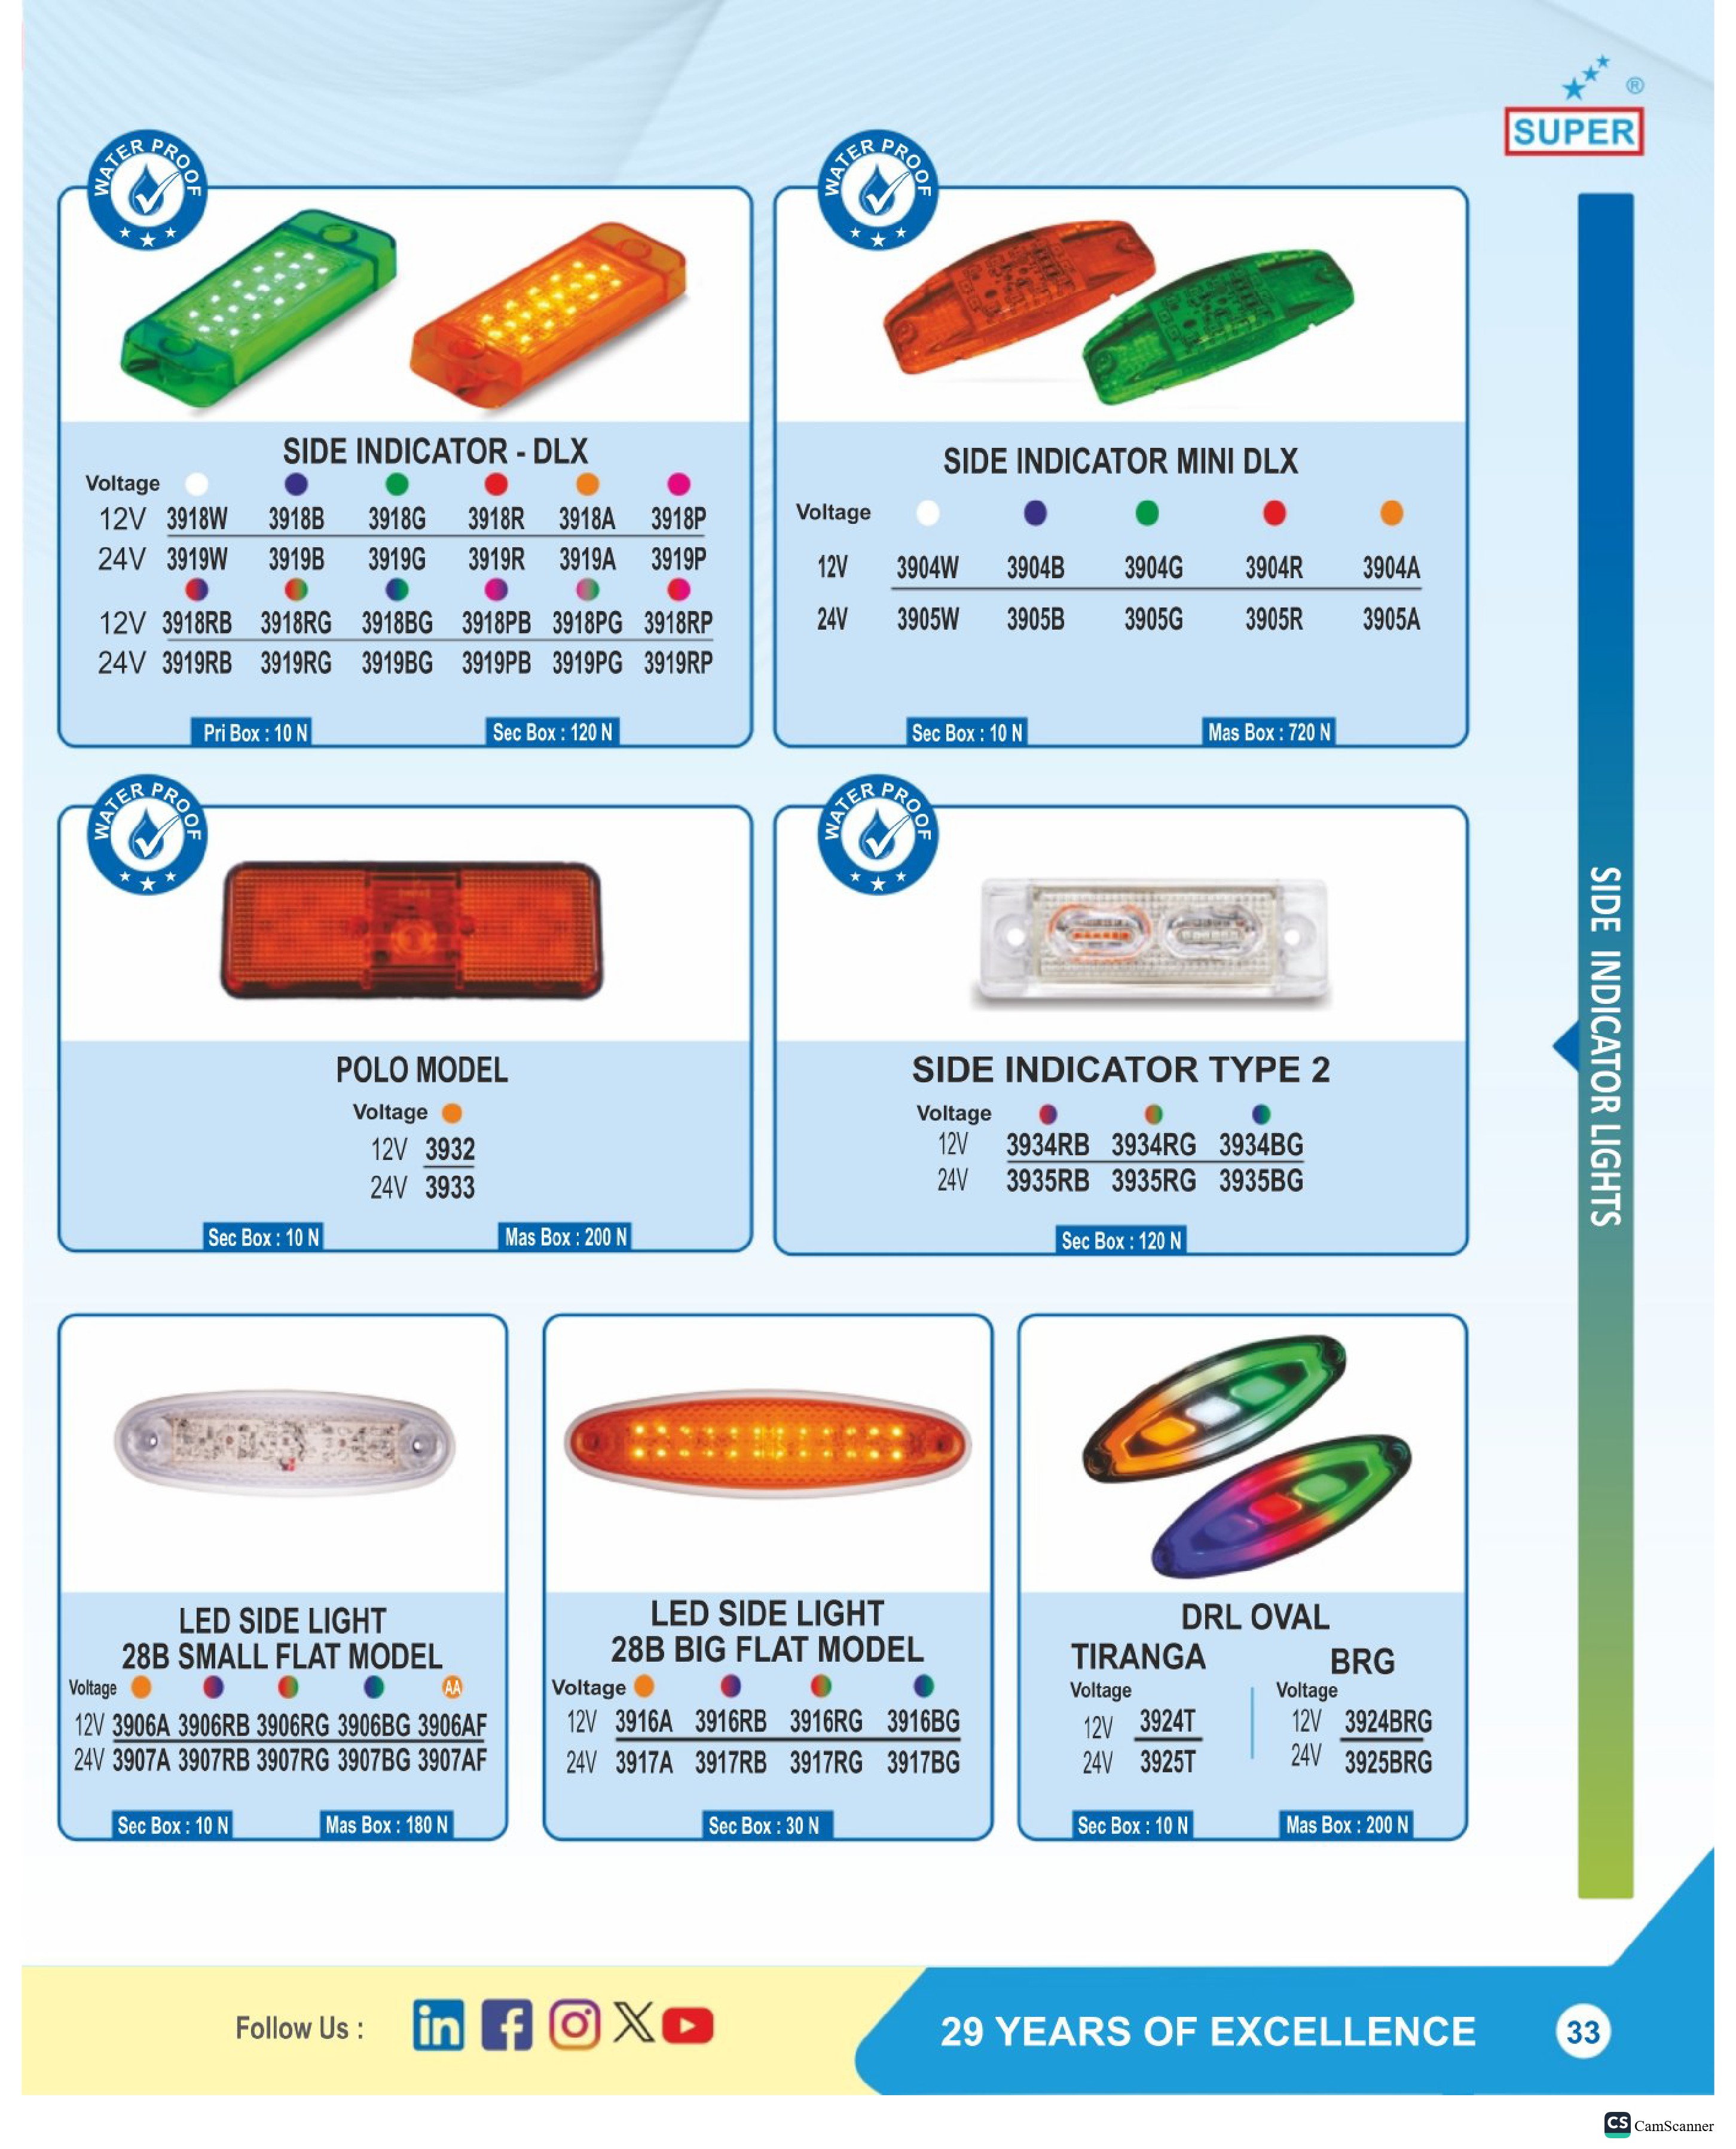 ®
SUPER
WATER PROOF
SIDE INDICATOR - DLX
Voltage
12V 3918W 3918B 3918G 3918R 3918A 3918P
24V 3919W 3919B 3919G 3919R 3919A 3919P
12V 3918RB 3918RG 3918BG 3918PB 3918PG 3918RP
24V 3919RB 3919RG 3919BG 3919PB 3919PG 3919RP
Pri Box : 10 N Sec Box : 120 N
WATER PROOF
SIDE INDICATOR MINI DLX
Voltage
12V 3904W 3904B 3904G 3904R 3904A
24V 3905W 3905B 3905G 3905R 3905A
Sec Box : 10 N Mas Box : 720 N
WATER PROOF
POLO MODEL
Voltage
12V 3932
24V 3933
Sec Box : 10 N Mas Box : 200 N
WATER PROOF
SIDE INDICATOR TYPE 2
Voltage
12V 3934RB 3934RG 3934BG
24V 3935RB 3935RG 3935BG
Sec Box : 120 N
LED SIDE LIGHT
28B SMALL FLAT MODEL
Voltage AA
12V 3906A 3906RB 3906RG 3906BG 3906AF
24V 3907A 3907RB 3907RG 3907BG 3907AF
Sec Box : 10 N Mas Box : 180 N
LED SIDE LIGHT
28B BIG FLAT MODEL
Voltage
12V 3916A 3916RB 3916RG 3916BG
24V 3917A 3917RB 3917RG 3917BG
Sec Box : 30 N
DRL OVAL
TIRANGA
Voltage
12V 3924T
24V 3925T
BRG
Voltage
12V 3924BRG
24V 3925BRG
Sec Box : 10 N Mas Box : 200 N
SIDE INDICATOR LIGHTS
Follow Us :
29 YEARS OF EXCELLENCE
33
CS CamScanner